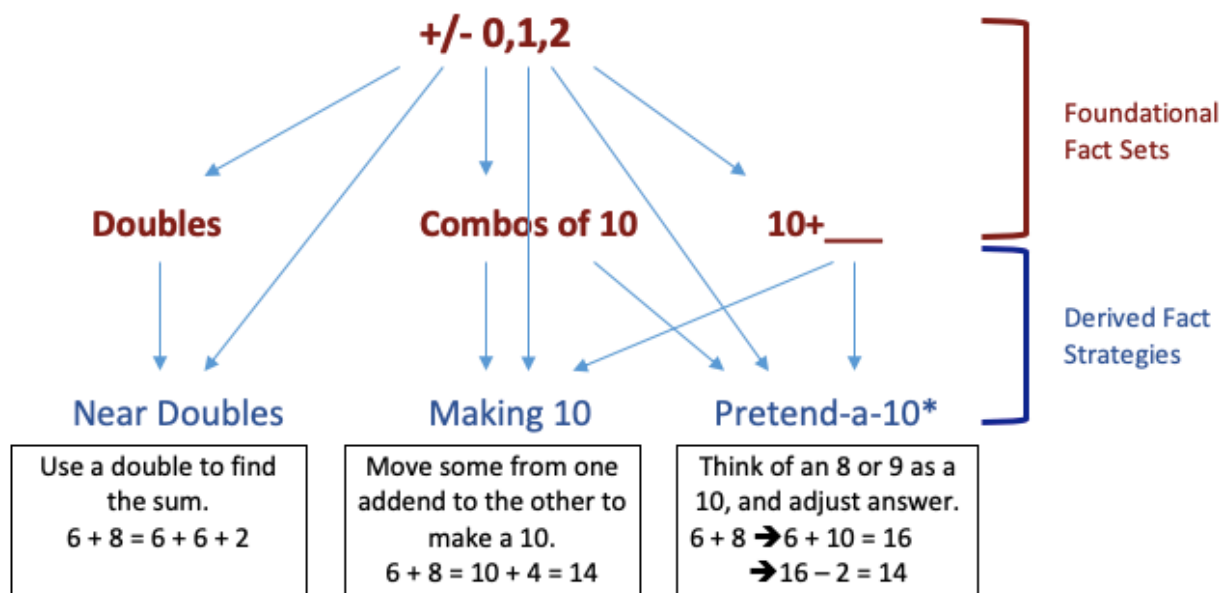 +/- 0,1,2
Foundational
Fact Sets
Doubles
Combos of 10
10+___
Derived Fact
Strategies
Near Doubles
Making 10
Pretend-a-10*
Use a double to find
the sum.
6 + 8 = 6 + 6 + 2
Move some from one
addend to the other to
make a 10.
6 + 8 = 10 + 4 = 14
Think of an 8 or 9 as a
10, and adjust answer.
6 + 8 ➔6 + 10 = 16
➔16 – 2 = 14